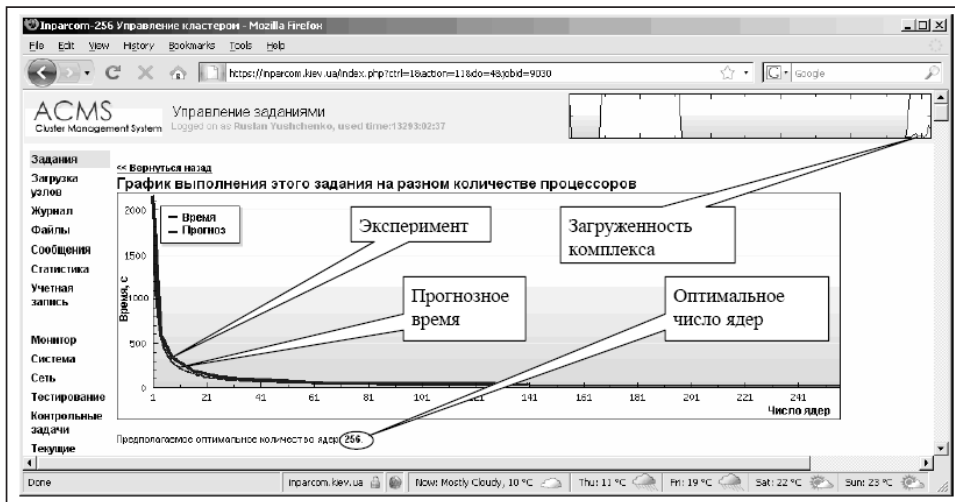 Inparcom-256 Управление кластером - Mozilla Firefox
File Edit View History Bookmarks Tools Help
https://inparcom.kiev.ua/index.php?ctrl=1&action=11&do=4&jobid=9030
Google
ACMS
Cluster Management System
Управление заданиями
Logged on as Ruslan Yushchenko, used time:13293:02:37
Задания
Загрузка
узлов
Журнал
Файлы
Сообщения
Статистика
Учетная
запись
Монитор
Система
Сеть
Тестирование
Контрольные
задачи
Текущие
<< Вернуться назад
График выполнения этого задания на разном количестве процессоров
Время
Прогноз
Время, с
2000
1500
1000
500
0
1 21 41 61 81 101 121 141 161 181 201 221 241
Число ядер
Эксперимент
Прогнозное
время
Загруженность
комплекса
Оптимальное
число ядер
Предполагаемое оптимальное количество ядер 256.
Done
inparcom.kiev.ua
Now: Mostly Cloudy, 10 °C
Thu: 11 °C
Fri: 19 °C
Sat: 22 °C
Sun: 23 °C